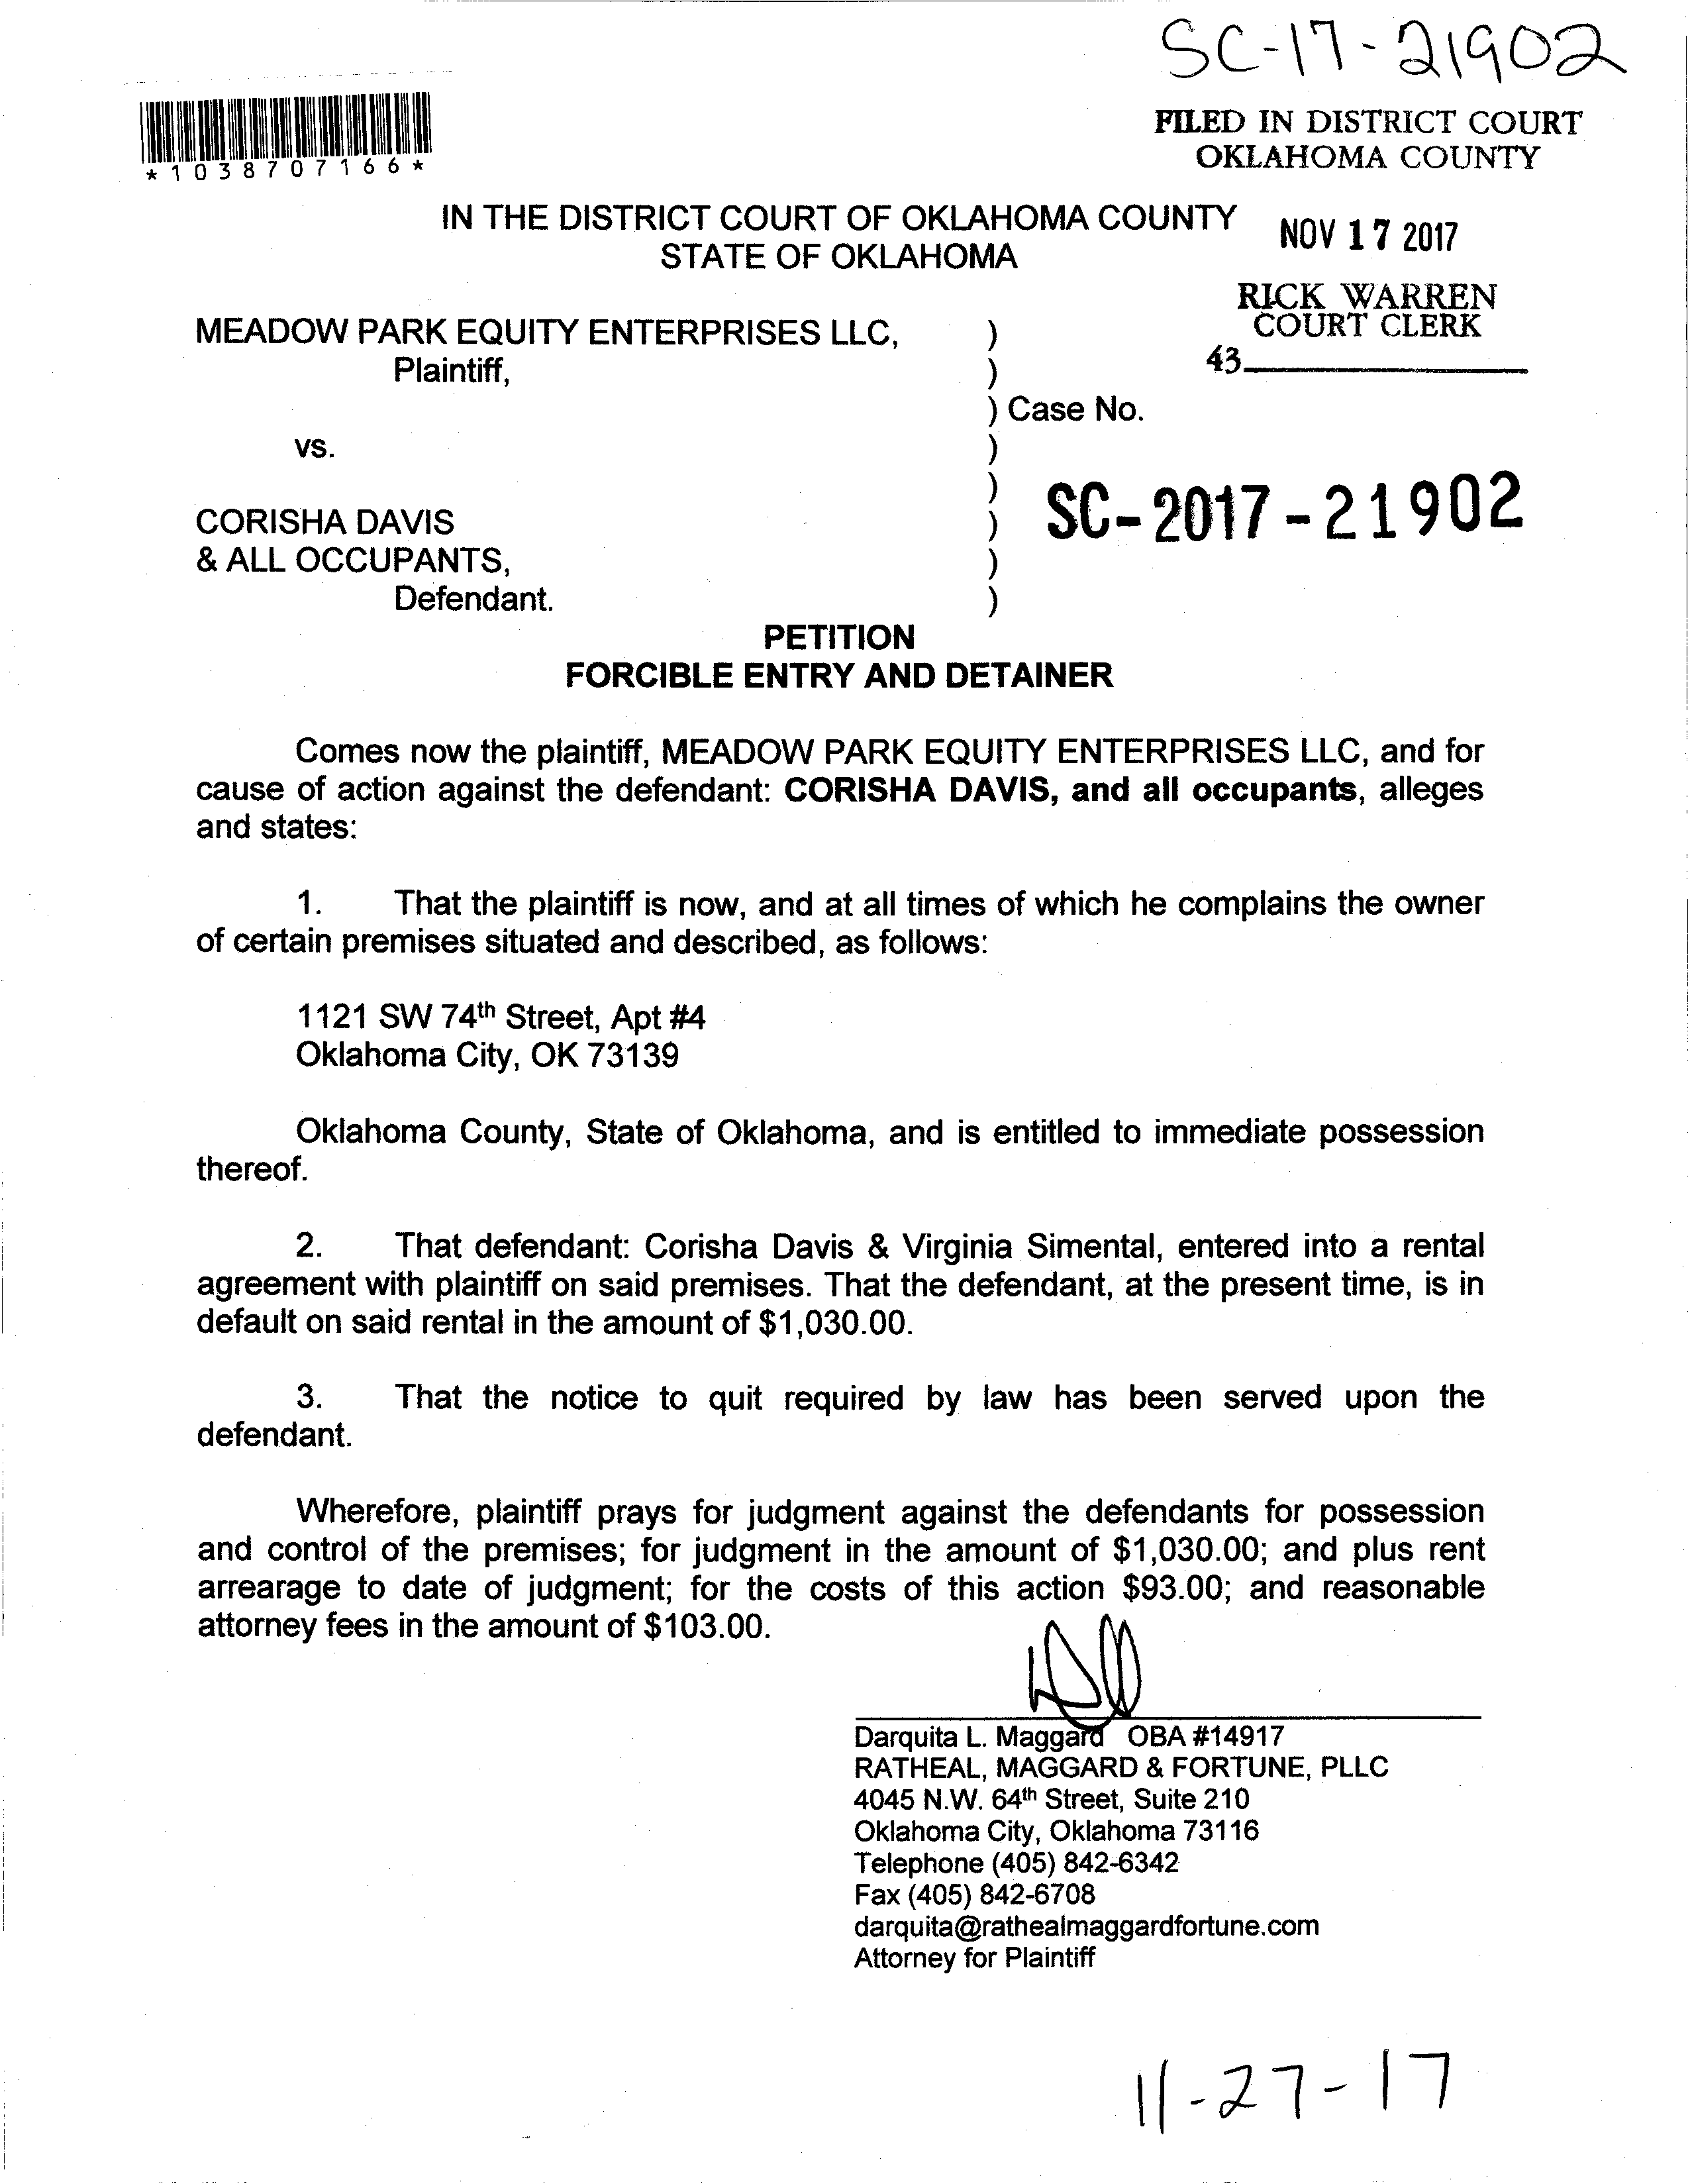 SC-17-21902
*1038707166*
FILED IN DISTRICT COURT
OKLAHOMA COUNTY
IN THE DISTRICT COURT OF OKLAHOMA COUNTY
STATE OF OKLAHOMA
NOV 17 2017
RICK WARREN
COURT CLERK
43
MEADOW PARK EQUITY ENTERPRISES LLC, )
Plaintiff, )
) Case No.
vs. )
)
CORISHA DAVIS ) SC-2017-21902
& ALL OCCUPANTS, )
Defendant. )
PETITION
FORCIBLE ENTRY AND DETAINER
Comes now the plaintiff, MEADOW PARK EQUITY ENTERPRISES LLC, and for
cause of action against the defendant: CORISHA DAVIS, and all occupants, alleges
and states:
1. That the plaintiff is now, and at all times of which he complains the owner
of certain premises situated and described, as follows:
1121 SW 74th Street, Apt #4
Oklahoma City, OK 73139
Oklahoma County, State of Oklahoma, and is entitled to immediate possession
thereof.
2. That defendant: Corisha Davis & Virginia Simental, entered into a rental
agreement with plaintiff on said premises. That the defendant, at the present time, is in
default on said rental in the amount of $1,030.00.
3. That the notice to quit required by law has been served upon the
defendant.
Wherefore, plaintiff prays for judgment against the defendants for possession
and control of the premises; for judgment in the amount of $1,030.00; and plus rent
arrearage to date of judgment; for the costs of this action $93.00; and reasonable
attorney fees in the amount of $103.00.
Darquita L. Maggard OBA #14917
RATHEAL, MAGGARD & FORTUNE, PLLC
4045 N.W. 64th Street, Suite 210
Oklahoma City, Oklahoma 73116
Telephone (405) 842-6342
Fax (405) 842-6708
darquita@rathealmaggardfortune.com
Attorney for Plaintiff
11-27-17